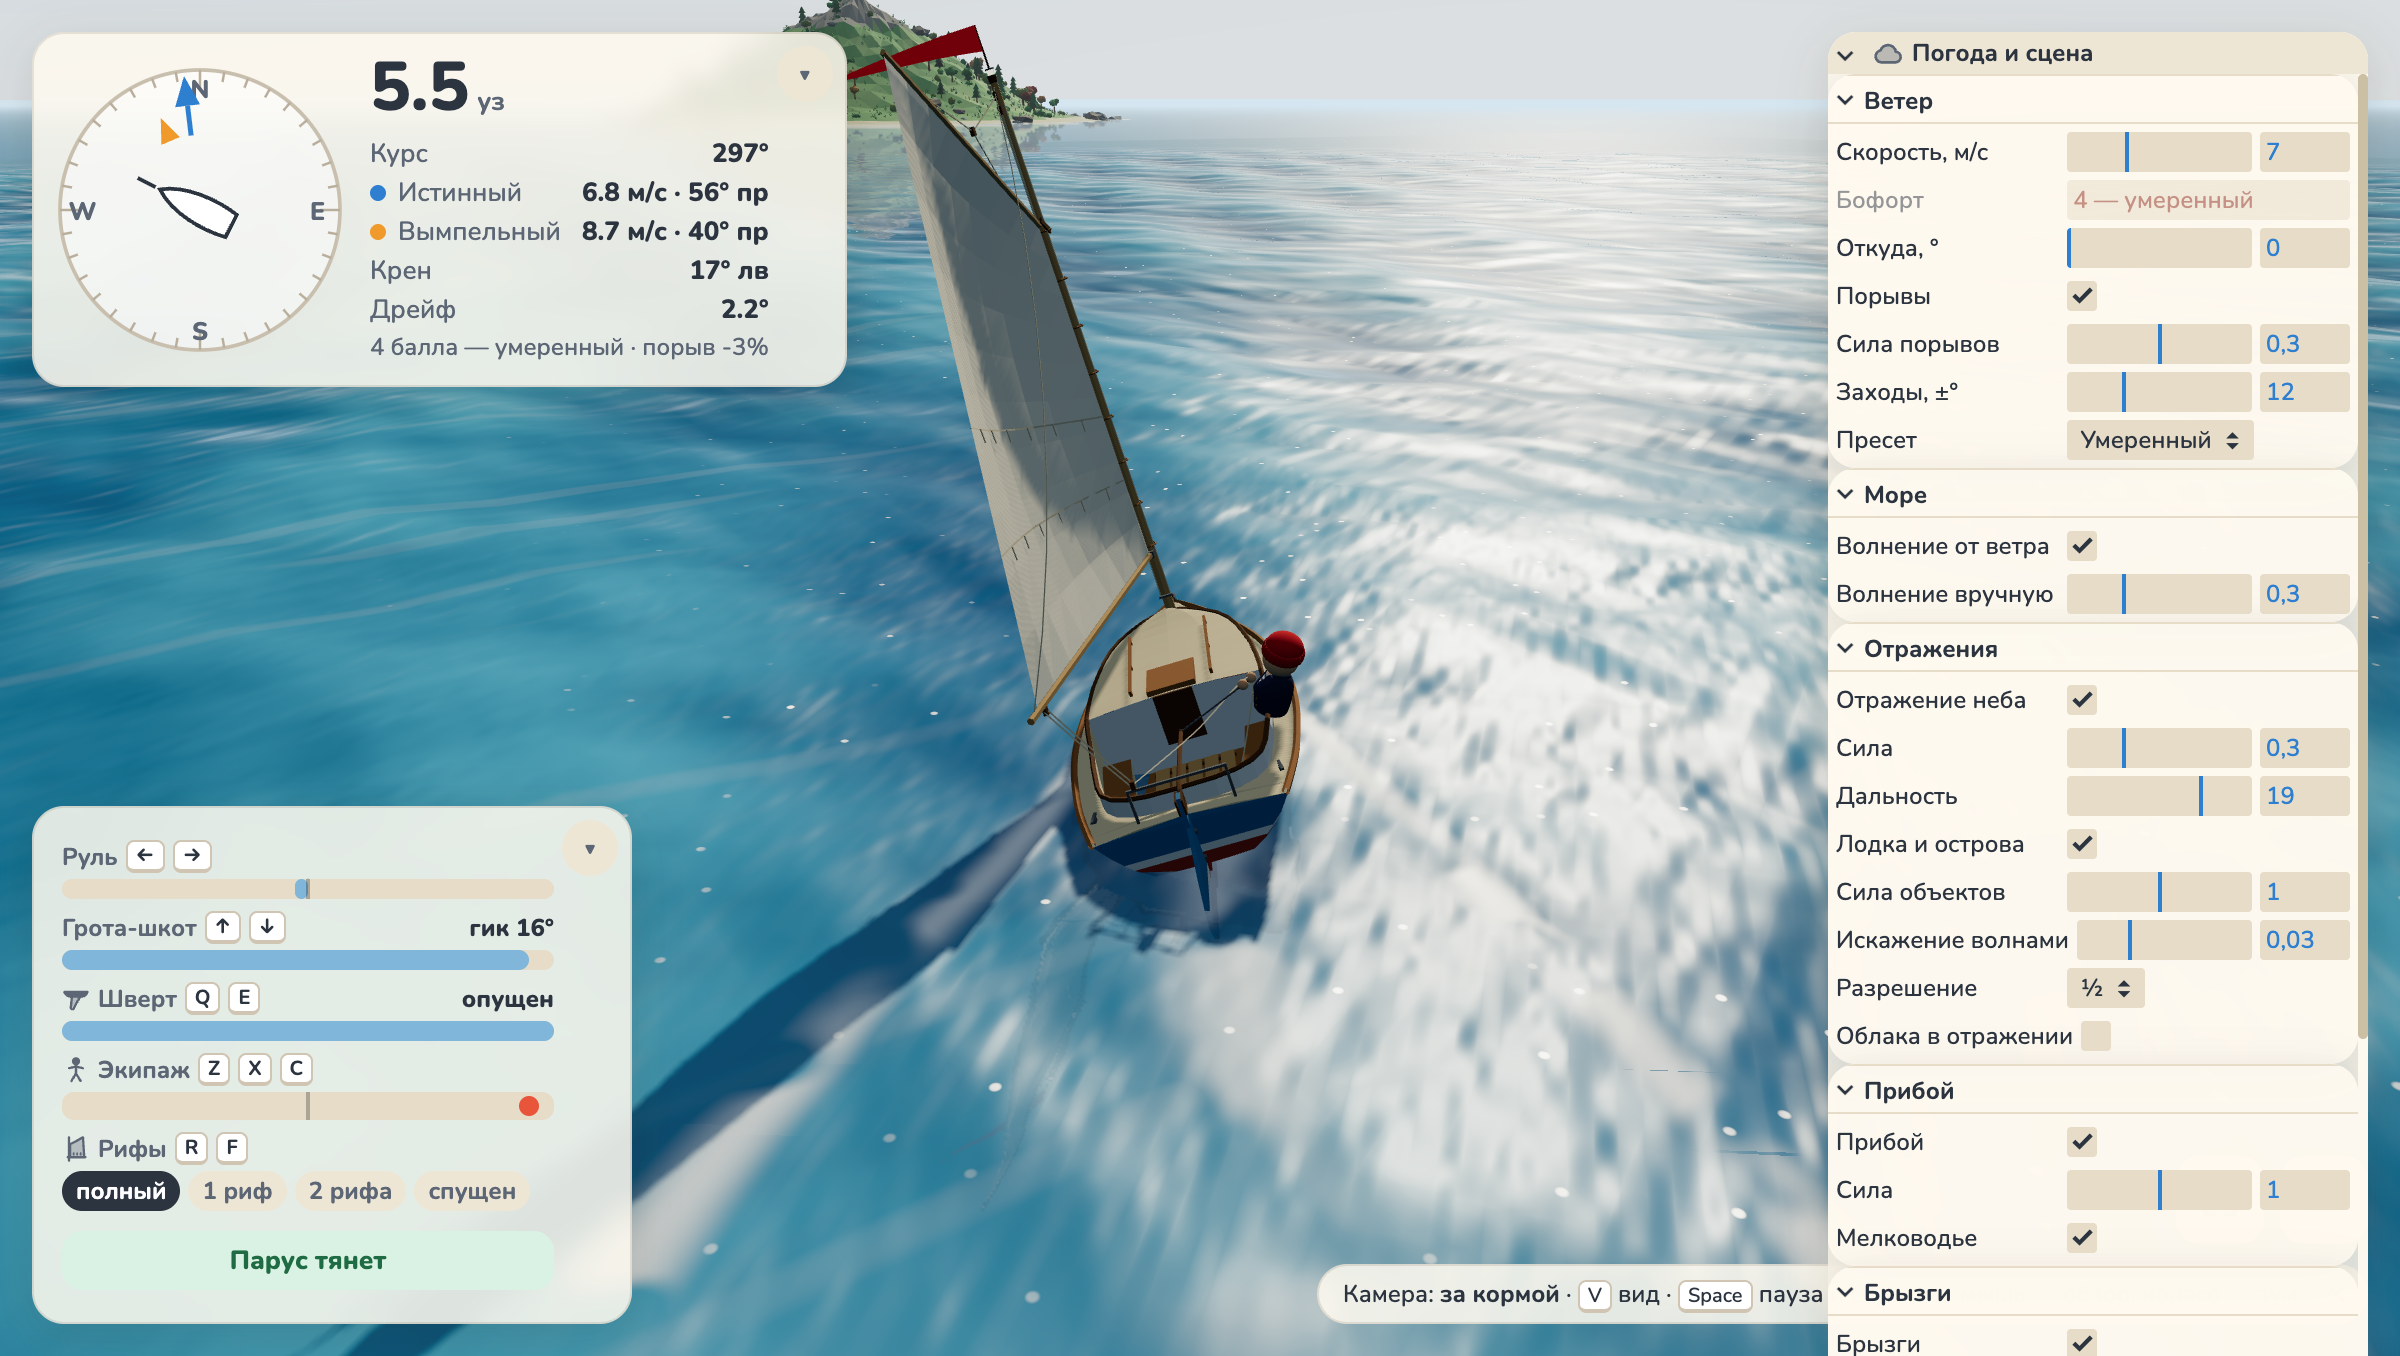 N
W
E
S
5.5 уз
▼
Курс 297°
Истинный 6.8 м/с · 56° пр
Вымпельный 8.7 м/с · 40° пр
Крен 17° лв
Дрейф 2.2°
4 балла — умеренный · порыв -3%
Руль ← →
▼
Грота-шкот ↑ ↓ гик 16°
Шверт Q E опущен
Экипаж Z X C
Рифы R F
полный 1 риф 2 рифа спущен
Парус тянет
Камера: за кормой · V вид · Space пауза
Погода и сцена
Ветер
Скорость, м/с 7
Бофорт 4 — умеренный
Откуда, ° 0
Порывы
Сила порывов 0,3
Заходы, ±° 12
Пресет Умеренный
Море
Волнение от ветра
Волнение вручную 0,3
Отражения
Отражение неба
Сила 0,3
Дальность 19
Лодка и острова
Сила объектов 1
Искажение волнами 0,03
Разрешение ½
Облака в отражении
Прибой
Прибой
Сила 1
Мелководье
Брызги
Брызги